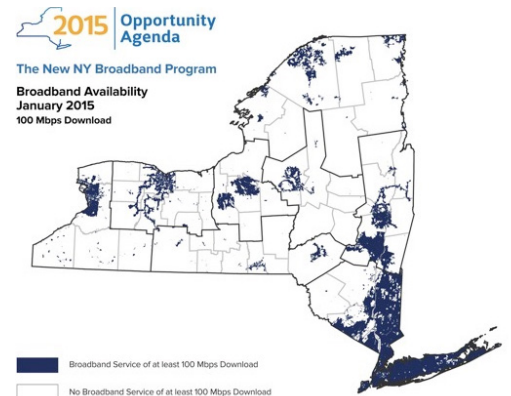 2015 Opportunity
Agenda
The New NY Broadband Program
Broadband Availability
January 2015
100 Mbps Download
Broadband Service of at least 100 Mbps Download
No Broadband Service of at least 100 Mbps Download